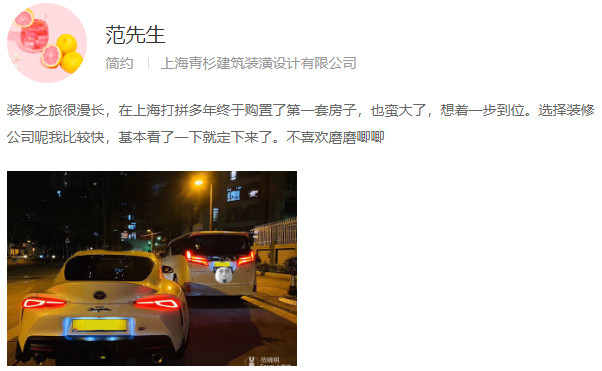 范先生
简约 | 上海青杉建筑装潢设计有限公司
装修之旅很漫长，在上海打拼多年终于购置了第一套房子，也蛮大了，想着一步到位。选择装修
公司呢我比较快，基本看了一下就定下来了。不喜欢磨磨唧唧
范晓明